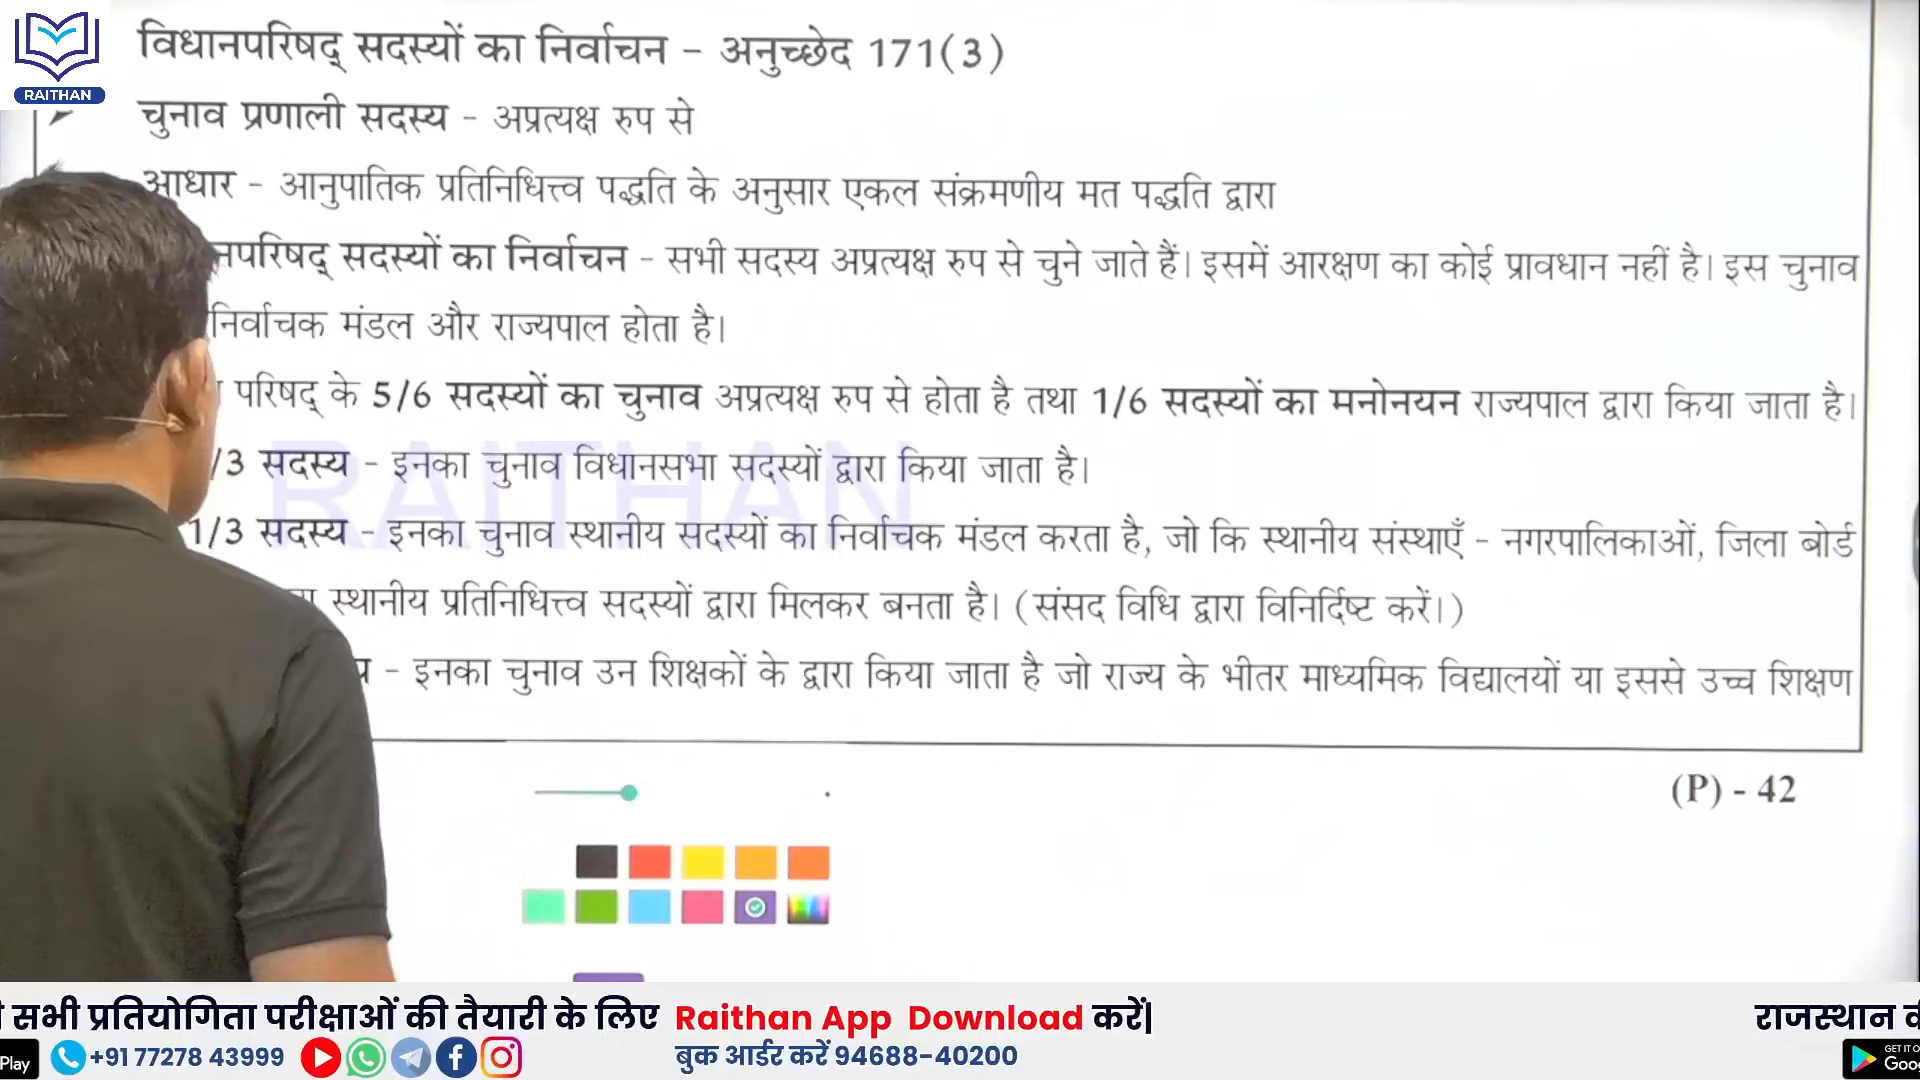 RAITHAN
विधानपरिषद् सदस्यों का निर्वाचन - अनुच्छेद 171(3)
चुनाव प्रणाली सदस्य - अप्रत्यक्ष रुप से
आधार - आनुपातिक प्रतिनिधित्त्व पद्धति के अनुसार एकल संक्रमणीय मत पद्धति द्वारा
नपरिषद् सदस्यों का निर्वाचन - सभी सदस्य अप्रत्यक्ष रुप से चुने जाते हैं। इसमें आरक्षण का कोई प्रावधान नहीं है। इस चुनाव
निर्वाचक मंडल और राज्यपाल होता है।
परिषद् के 5/6 सदस्यों का चुनाव अप्रत्यक्ष रुप से होता है तथा 1/6 सदस्यों का मनोनयन राज्यपाल द्वारा किया जाता है।
/3 सदस्य - इनका चुनाव विधानसभा सदस्यों द्वारा किया जाता है।
RAITHAN
1/3 सदस्य - इनका चुनाव स्थानीय सदस्यों का निर्वाचक मंडल करता है, जो कि स्थानीय संस्थाएँ - नगरपालिकाओं, जिला बोर्ड
स्थानीय प्रतिनिधित्त्व सदस्यों द्वारा मिलकर बनता है। (संसद विधि द्वारा विनिर्दिष्ट करें।)
- इनका चुनाव उन शिक्षकों के द्वारा किया जाता है जो राज्य के भीतर माध्यमिक विद्यालयों या इससे उच्च शिक्षण
(P) - 42
सभी प्रतियोगिता परीक्षाओं की तैयारी के लिए Raithan App Download करें|
राजस्थान
Play +91 77278 43999
बुक आर्डर करें 94688-40200
GET IT O
Goo